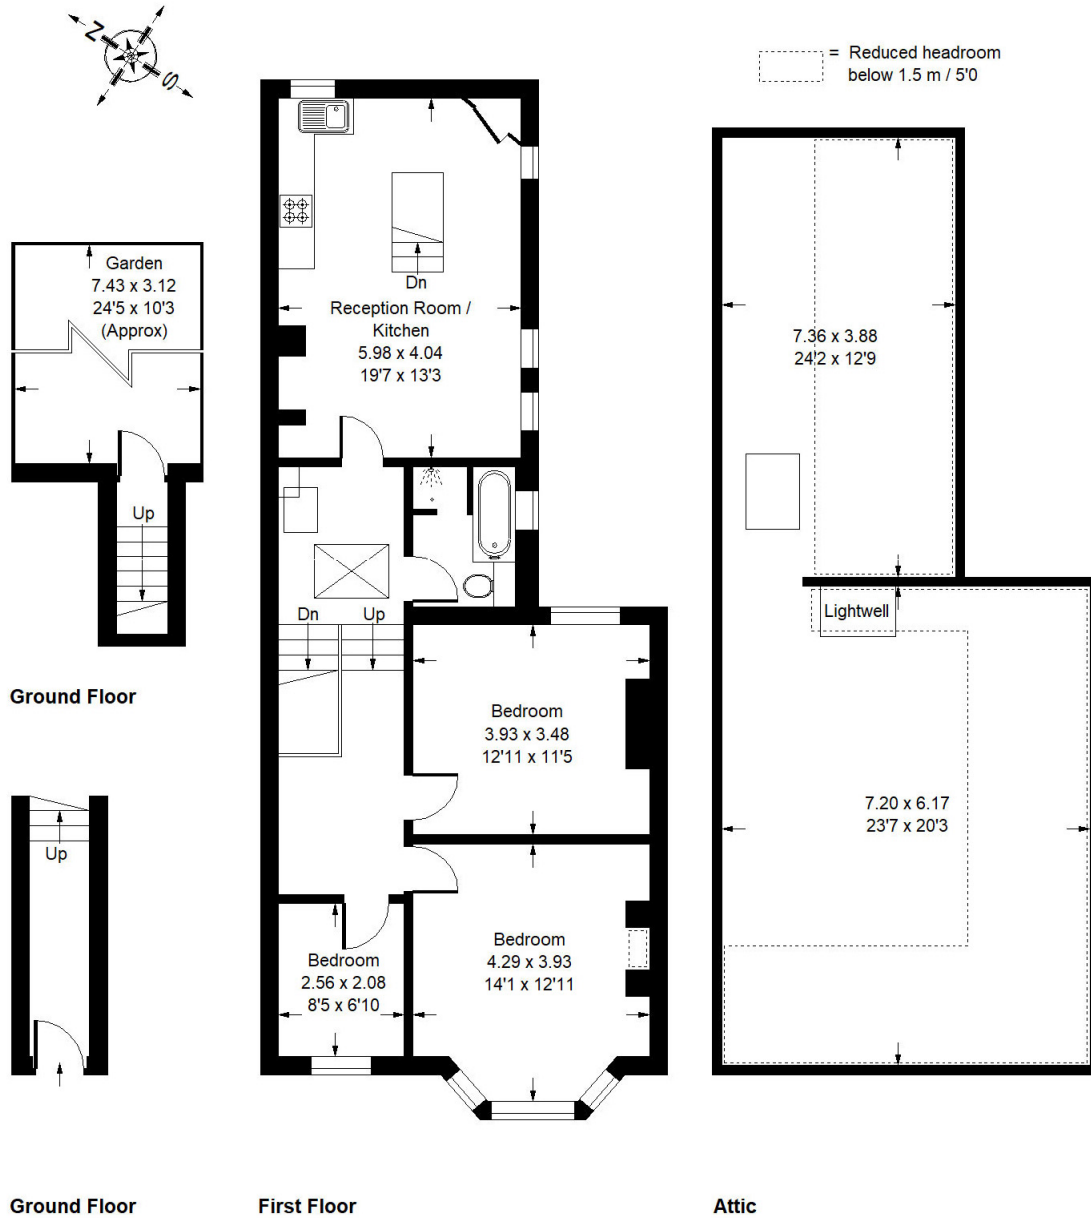 N
S
= Reduced headroom
below 1.5 m / 5'0
Garden
7.43 x 3.12
24'5 x 10'3
(Approx)
Up
Ground Floor
Up
Ground Floor
Dn
Reception Room /
Kitchen
5.98 x 4.04
19'7 x 13'3
Dn
Up
Bedroom
3.93 x 3.48
12'11 x 11'5
Bedroom
4.29 x 3.93
14'1 x 12'11
Bedroom
2.56 x 2.08
8'5 x 6'10
First Floor
7.36 x 3.88
24'2 x 12'9
Lightwell
7.20 x 6.17
23'7 x 20'3
Attic